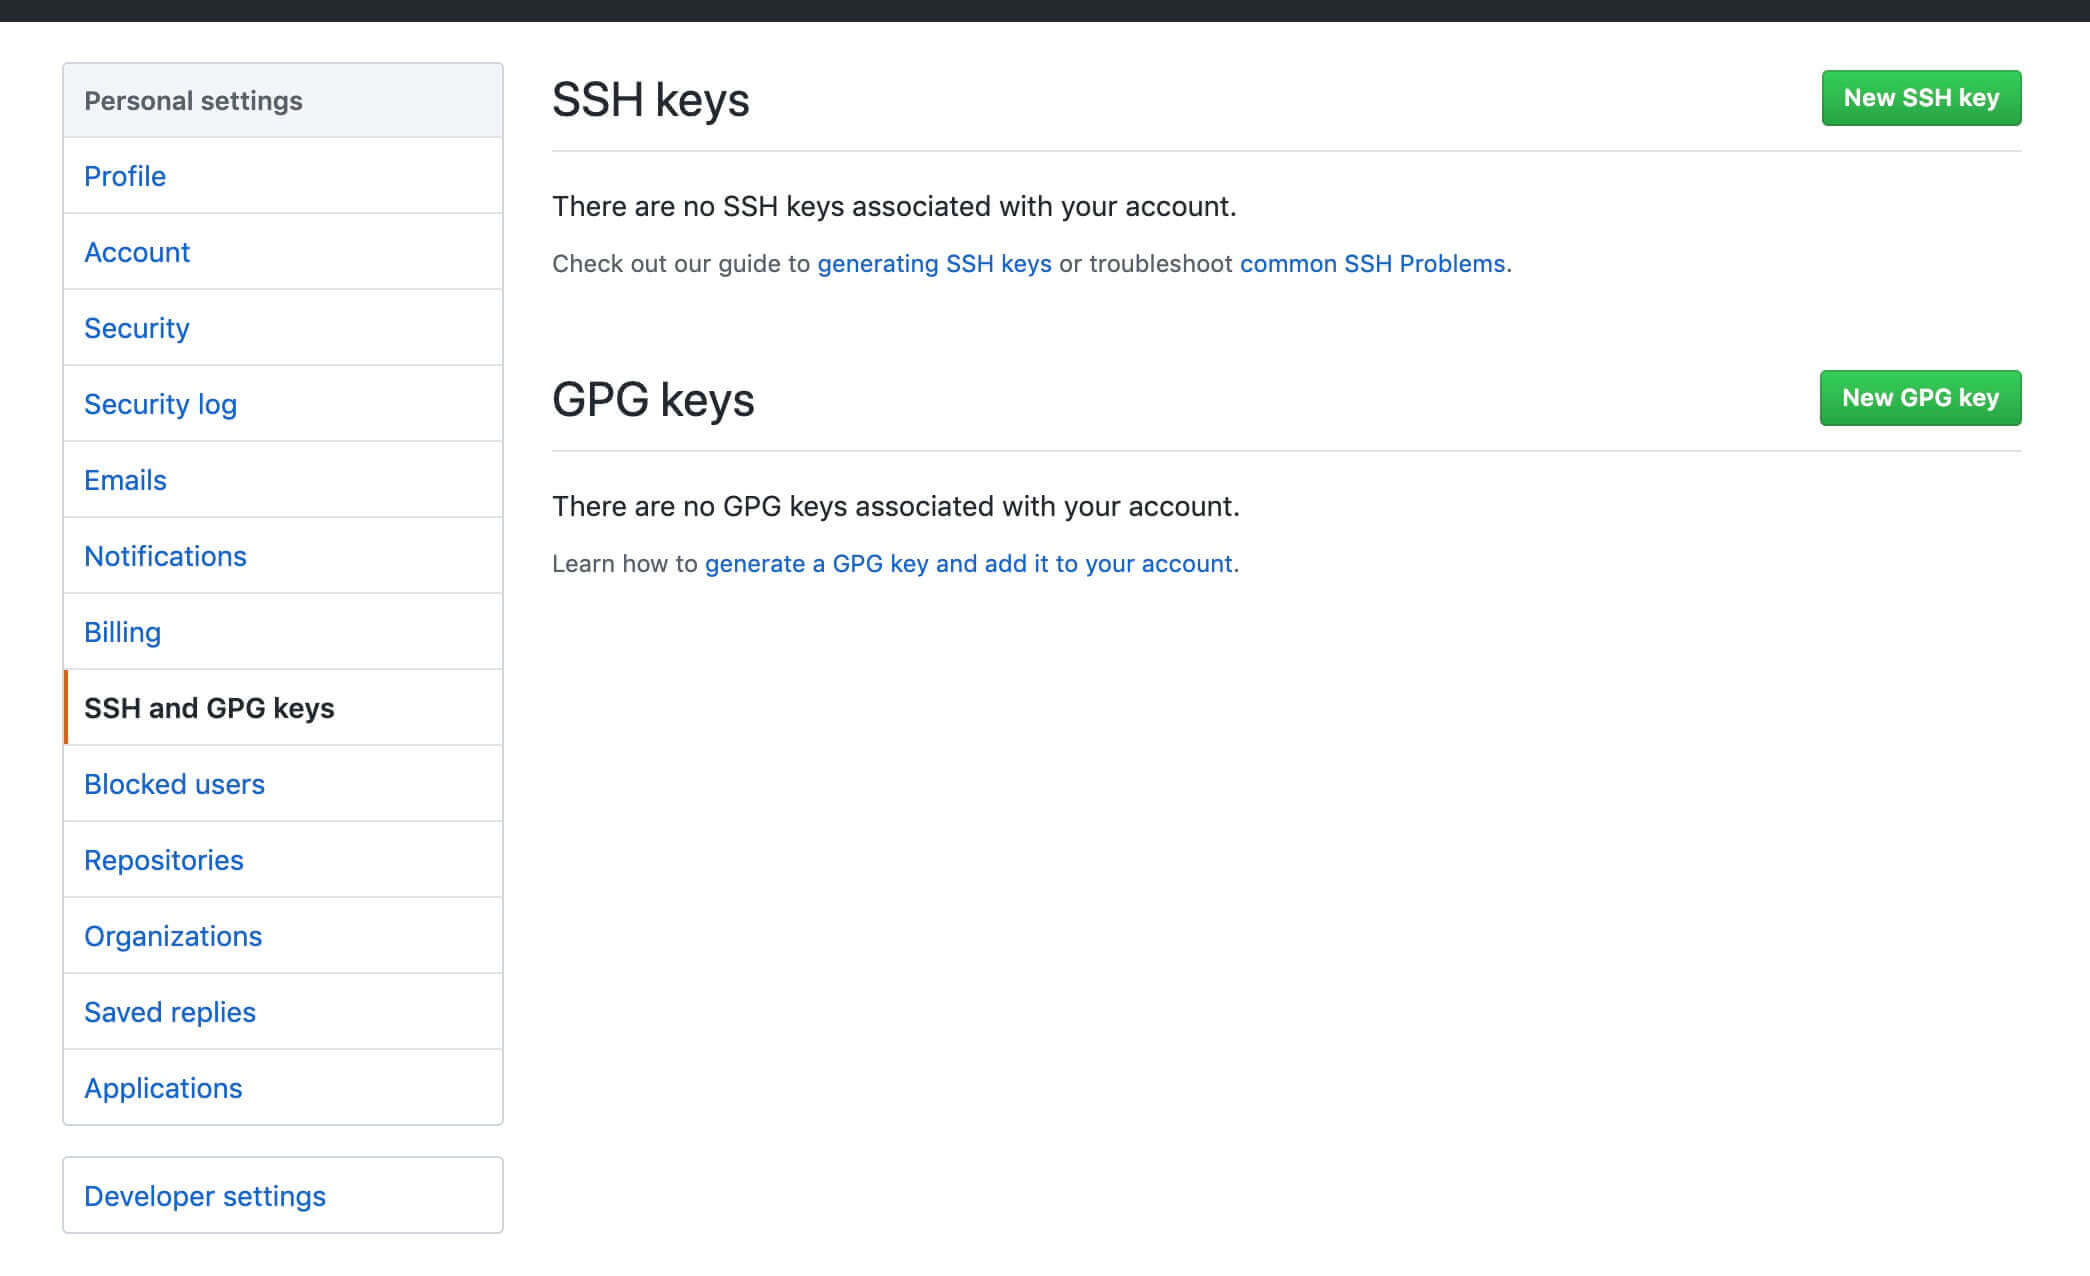 Personal settings
Profile
Account
Security
Security log
Emails
Notifications
Billing
SSH and GPG keys
Blocked users
Repositories
Organizations
Saved replies
Applications
Developer settings
SSH keys
New SSH key
There are no SSH keys associated with your account.
Check out our guide to generating SSH keys or troubleshoot common SSH Problems.
GPG keys
New GPG key
There are no GPG keys associated with your account.
Learn how to generate a GPG key and add it to your account.